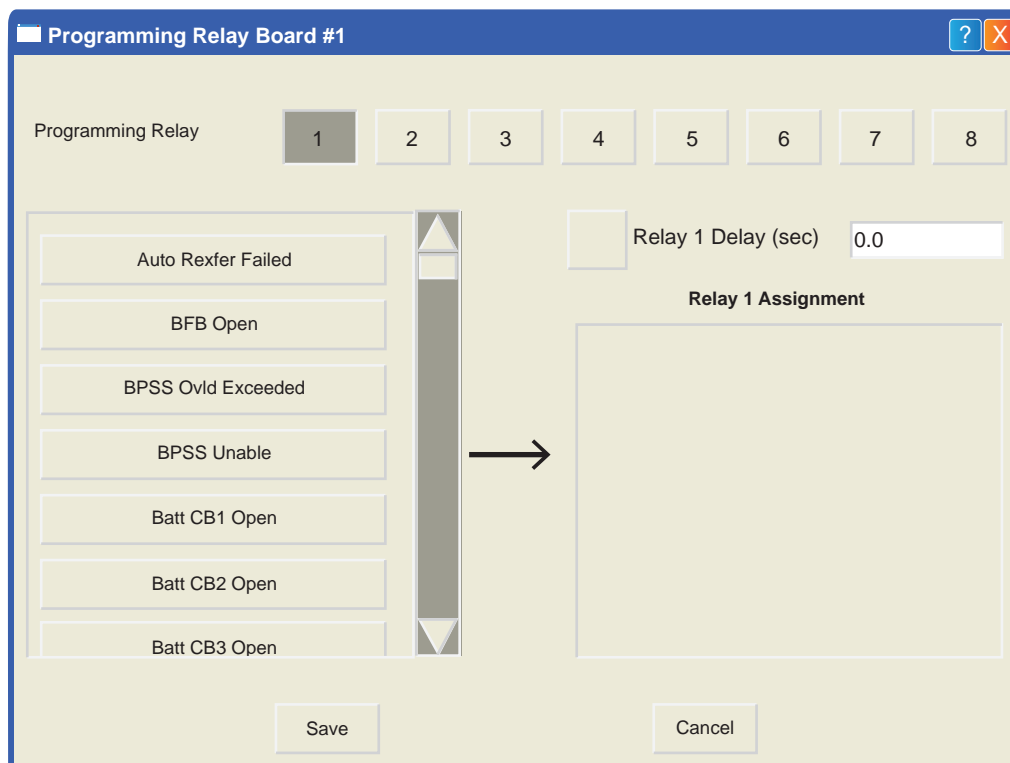 Programming Relay Board #1
? X
Programming Relay 1 2 3 4 5 6 7 8
Relay 1 Delay (sec) 0.0
Auto Rexfer Failed
BFB Open
BPSS Ovld Exceeded
BPSS Unable
Batt CB1 Open
Batt CB2 Open
Batt CB3 Open
Relay 1 Assignment
Save Cancel